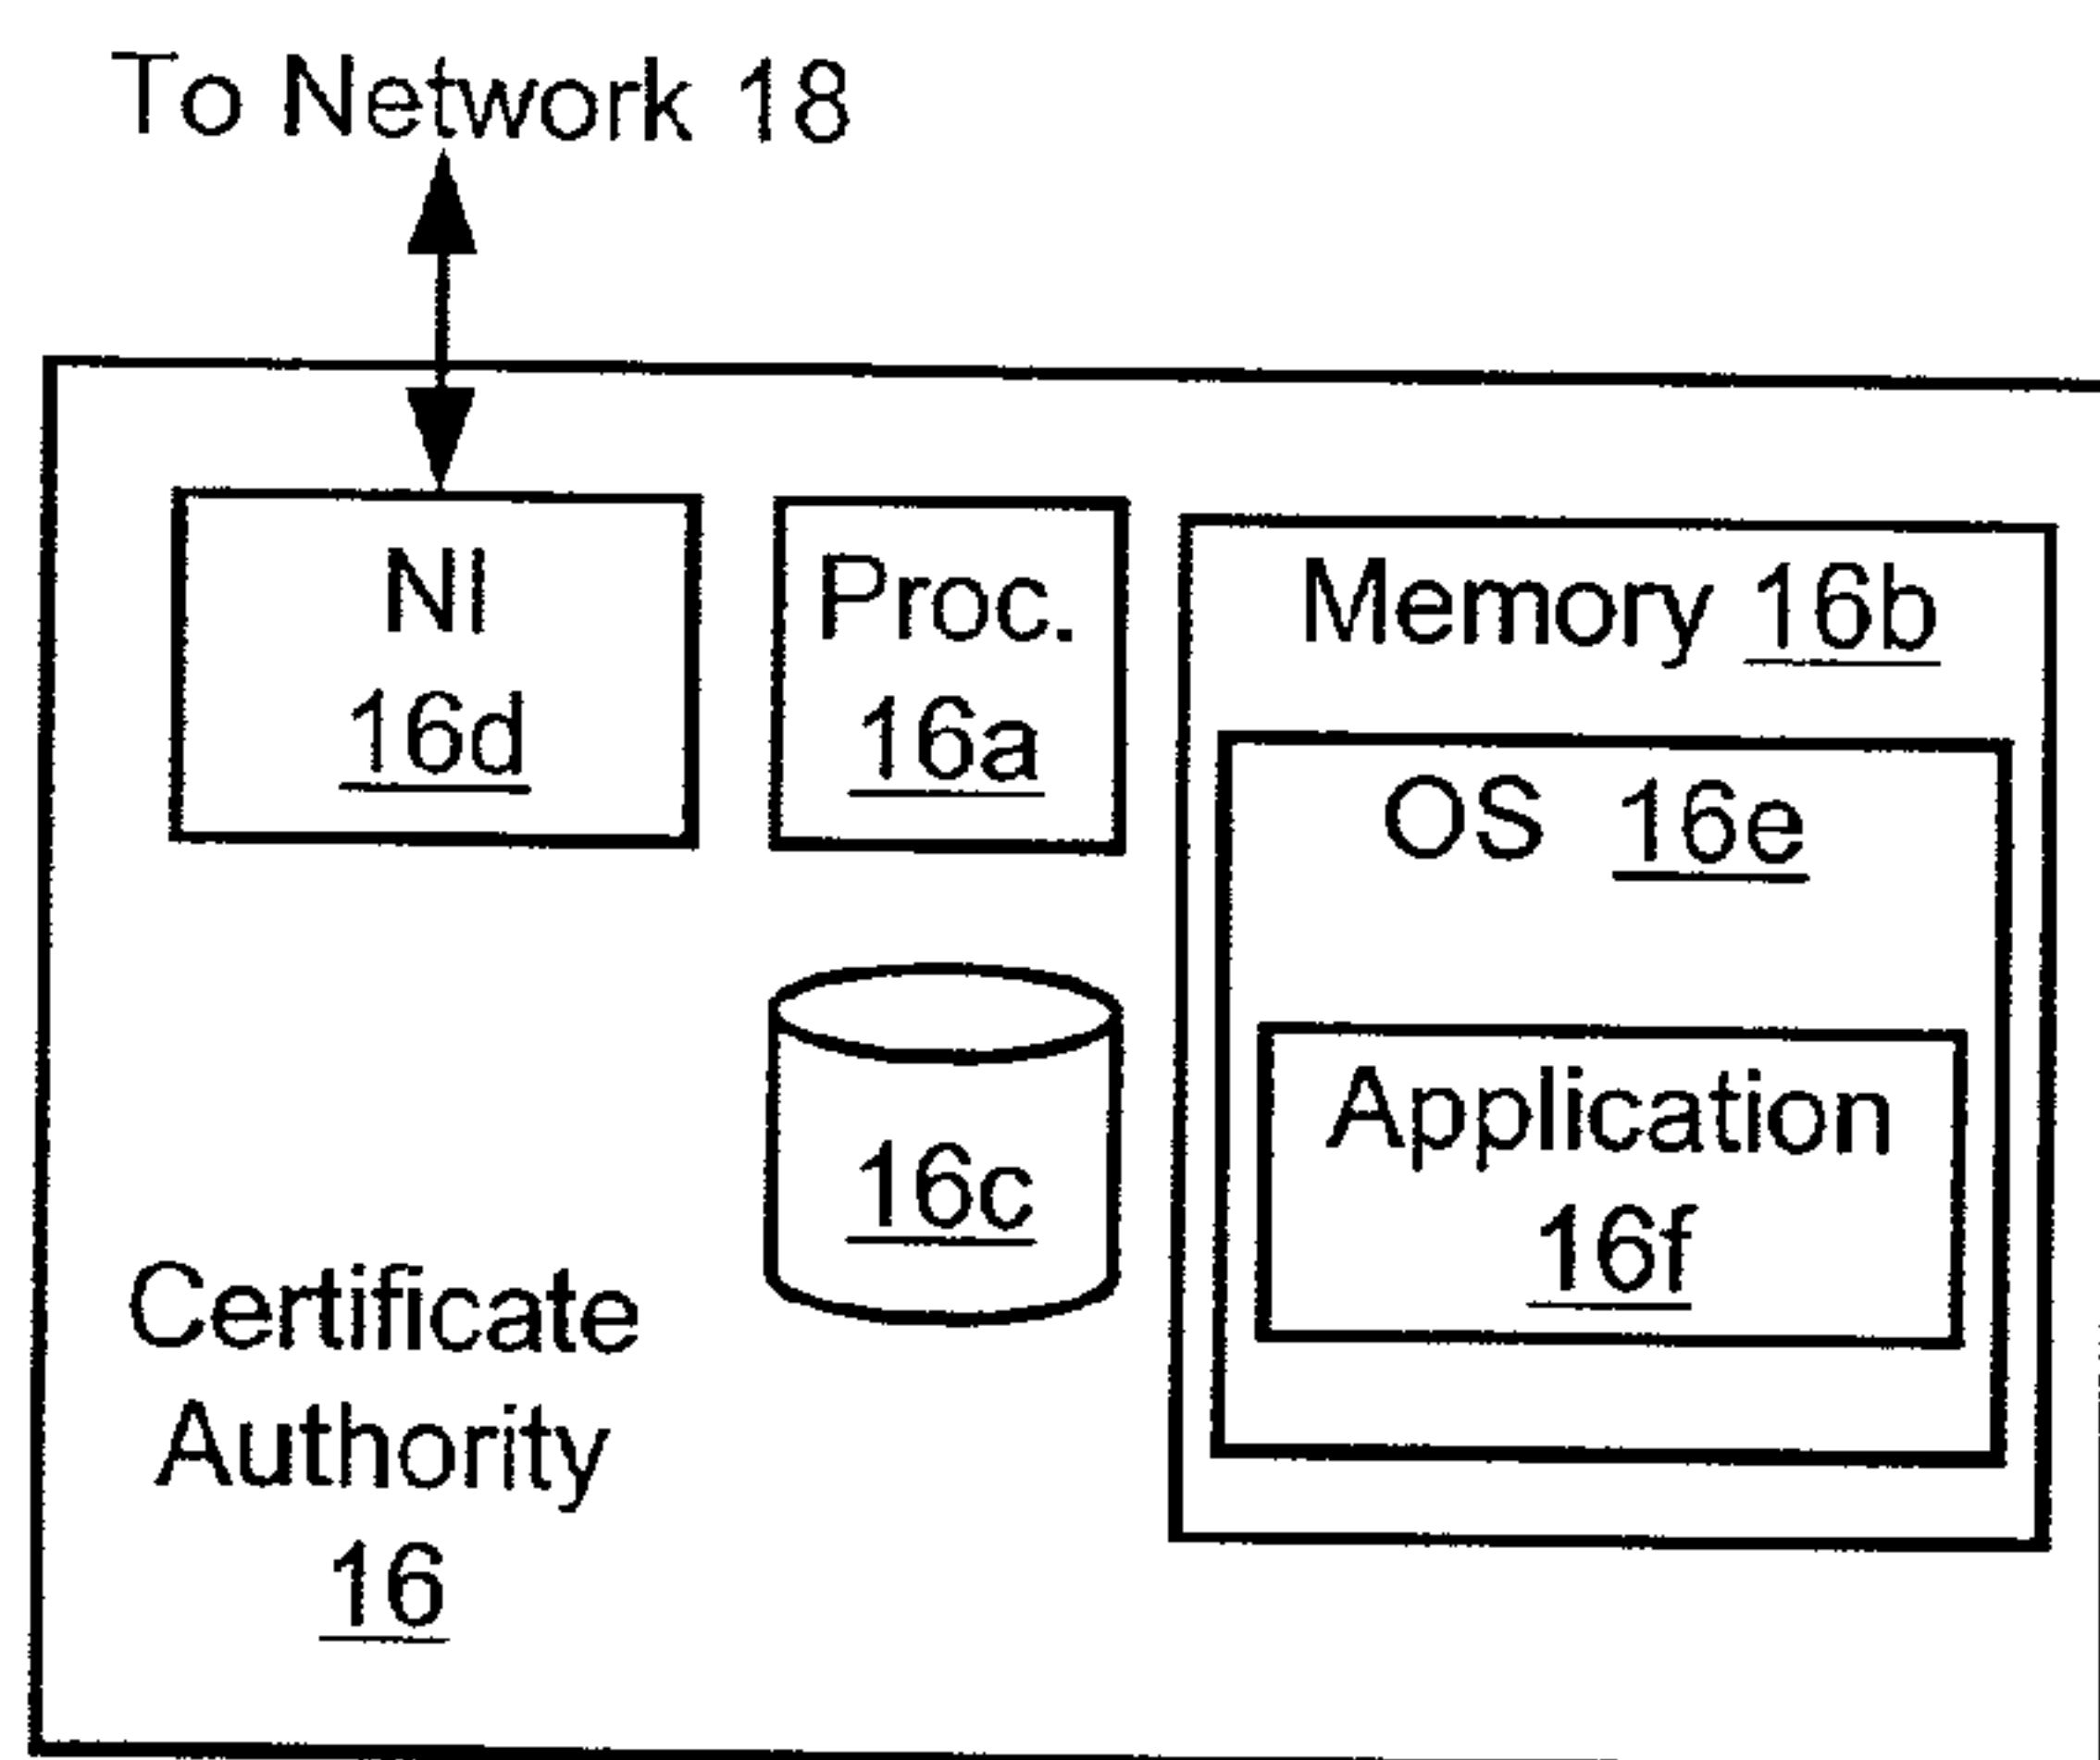 To Network 18
NI
16d
Proc.
16a
Memory 16b
OS 16e
Application
16f
16c
Certificate
Authority
16